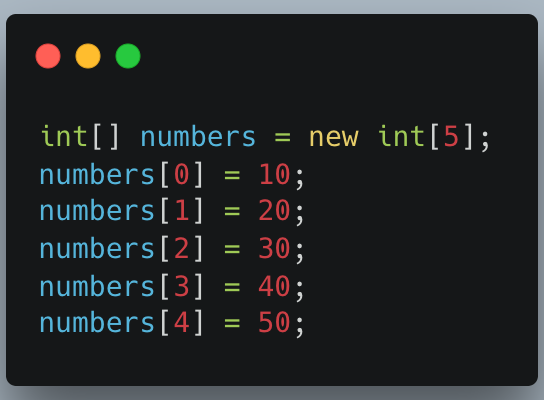 int[] numbers = new int[5];
numbers[0] = 10;
numbers[1] = 20;
numbers[2] = 30;
numbers[3] = 40;
numbers[4] = 50;